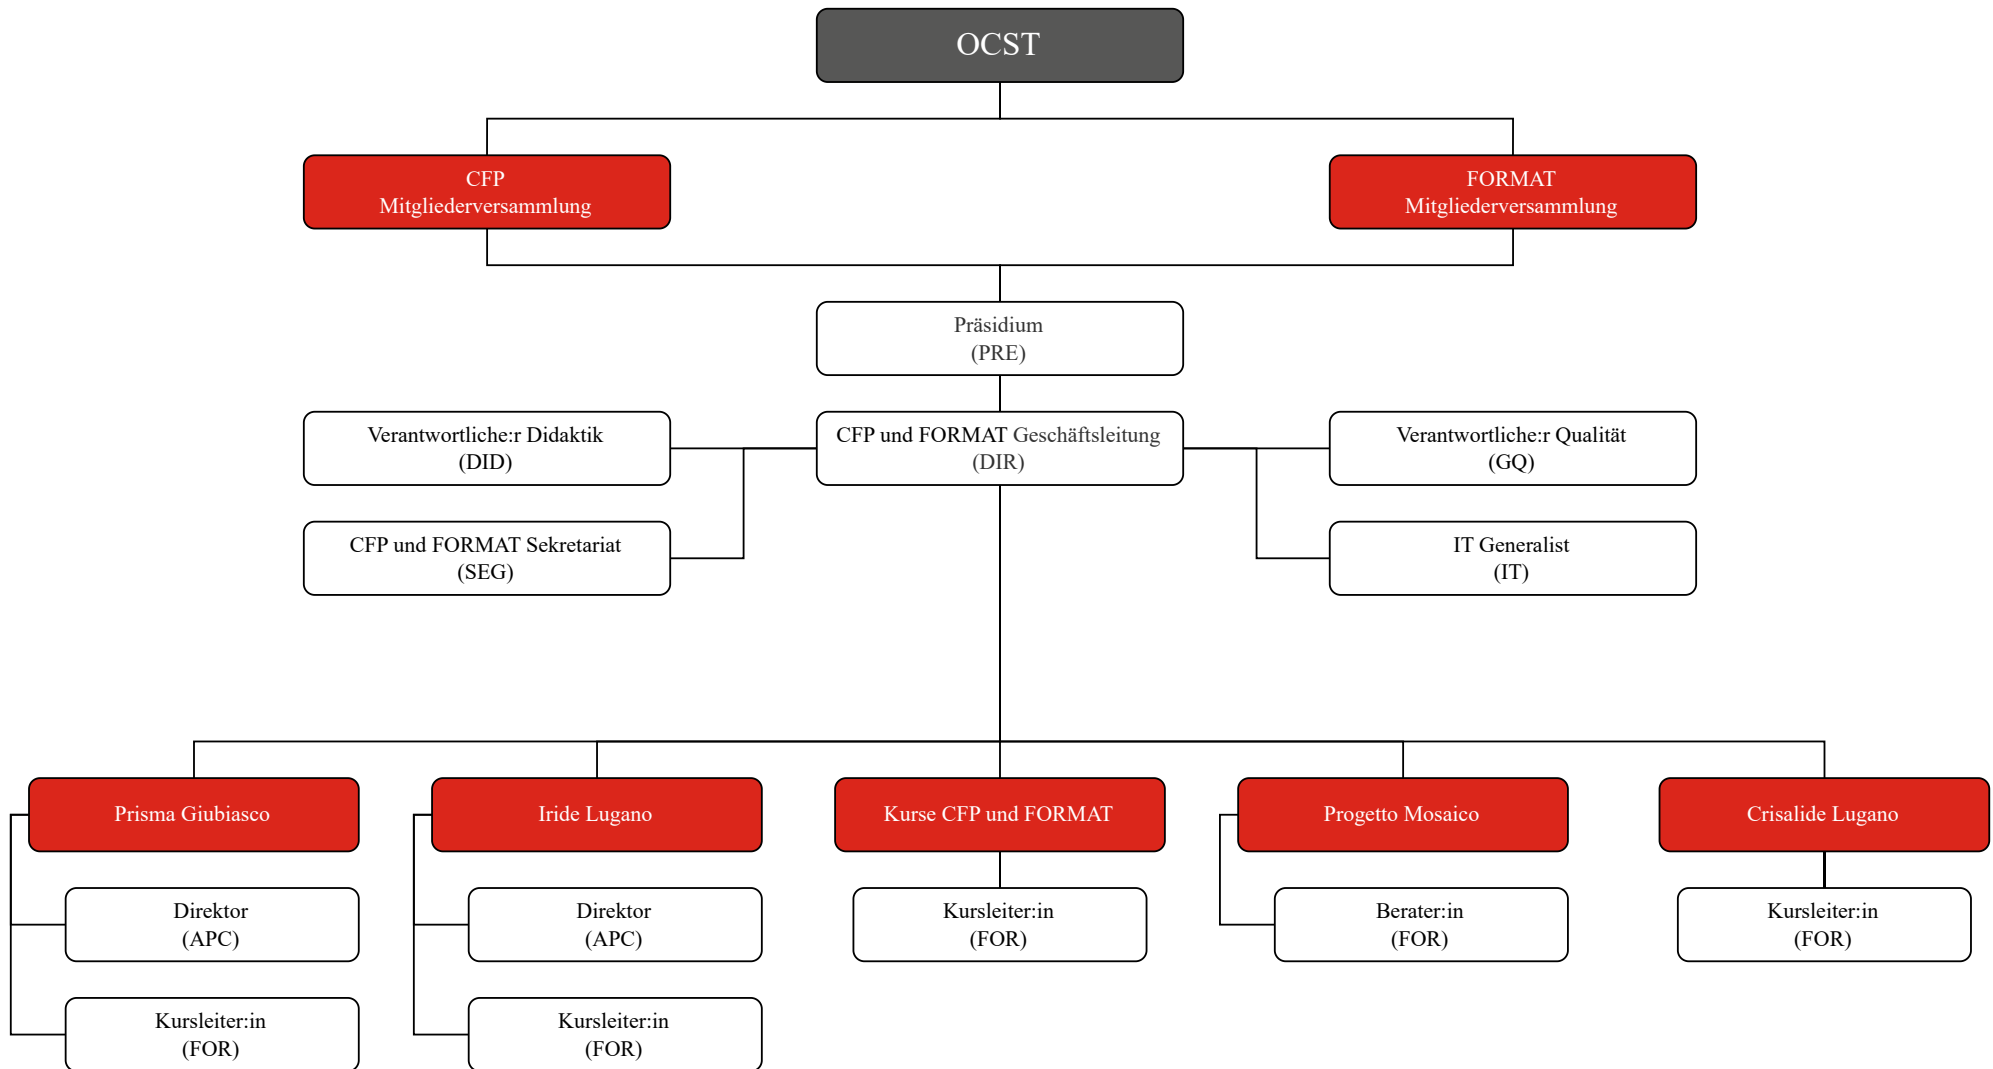 OCST
CFP
Mitgliederversammlung
FORMAT
Mitgliederversammlung
Präsidium
(PRE)
Verantwortliche:r Didaktik
(DID)
CFP und FORMAT Geschäftsleitung
(DIR)
Verantwortliche:r Qualität
(GQ)
CFP und FORMAT Sekretariat
(SEG)
IT Generalist
(IT)
Prisma Giubiasco
Iride Lugano
Kurse CFP und FORMAT
Progetto Mosaico
Crisalide Lugano
Direktor
(APC)
Direktor
(APC)
Kursleiter:in
(FOR)
Berater:in
(FOR)
Kursleiter:in
(FOR)
Kursleiter:in
(FOR)
Kursleiter:in
(FOR)